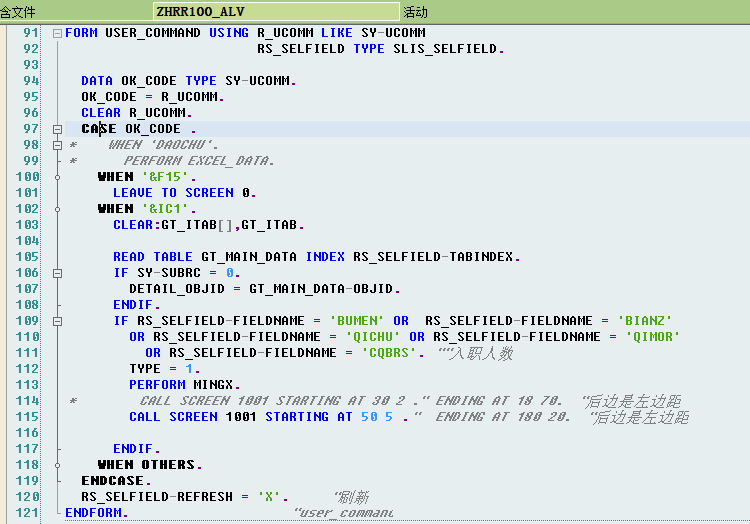 含文件 ZHRR100_ALV 活动
91 FORM USER_COMMAND USING R_UCOMM LIKE SY-UCOMM
92 RS_SELFIELD TYPE SLIS_SELFIELD.
93
94 DATA OK_CODE TYPE SY-UCOMM.
95 OK_CODE = R_UCOMM.
96 CLEAR R_UCOMM.
97 CASE OK_CODE .
98 * WHEN 'DAOCHU'.
99 * PERFORM EXCEL_DATA.
100 WHEN '&F15'.
101 LEAVE TO SCREEN 0.
102 WHEN '&IC1'.
103 CLEAR:GT_ITAB[],GT_ITAB.
104
105 READ TABLE GT_MAIN_DATA INDEX RS_SELFIELD-TABINDEX.
106 IF SY-SUBRC = 0.
107 DETAIL_OBJID = GT_MAIN_DATA-OBJID.
108 ENDIF.
109 IF RS_SELFIELD-FIELDNAME = 'BUMEN' OR RS_SELFIELD-FIELDNAME = 'BIANZ'
110 OR RS_SELFIELD-FIELDNAME = 'QICHU' OR RS_SELFIELD-FIELDNAME = 'QIMOR'
111 OR RS_SELFIELD-FIELDNAME = 'CQBRS'. ""入职人数
112 TYPE = 1.
113 PERFORM MINGX.
114 * CALL SCREEN 1001 STARTING AT 30 2 ." ENDING AT 18 70. "后边是左边距
115 CALL SCREEN 1001 STARTING AT 50 5 ." ENDING AT 180 20. "后边是左边距
116
117 ENDIF.
118 WHEN OTHERS.
119 ENDCASE.
120 RS_SELFIELD-REFRESH = 'X'. "刷新
121 ENDFORM. "user_command